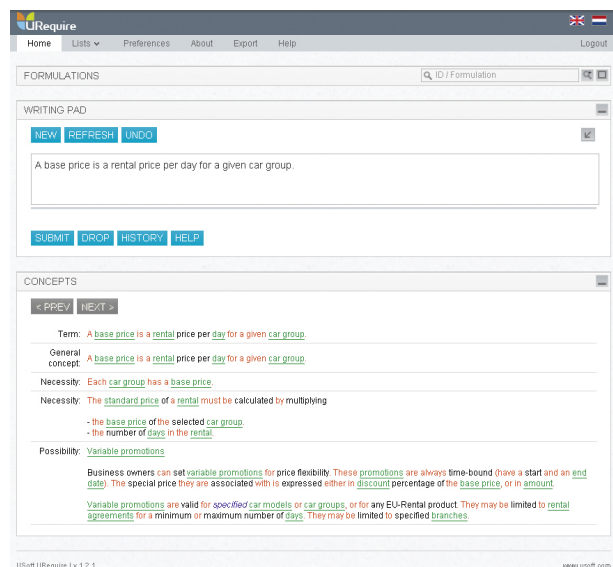 URequire
Home Lists Preferences About Export Help Logout
FORMULATIONS ID / Formulation
WRITING PAD
NEW REFRESH UNDO
A base price is a rental price per day for a given car group.
SUBMIT DROP HISTORY HELP
CONCEPTS
< PREV NEXT >
Term: A base price is a rental price per day for a given car group.
General
concept: A base price is a rental price per day for a given car group.
Necessity: Each car group has a base price.
Necessity: The standard price of a rental must be calculated by multiplying
- the base price of the selected car group.
- the number of days in the rental.
Possibility: Variable promotions
Business owners can set variable promotions for price flexibility. These promotions are always time-bound (have a start and an end
date). The special price they are associated with is expressed either in discount percentage of the base price, or in amount.
Variable promotions are valid for specified car models or car groups, or for any EU-Rental product. They may be limited to rental
agreements for a minimum or maximum number of days. They may be limited to specified branches.
USoft URequire | v.1.2.1 www.usoft.com